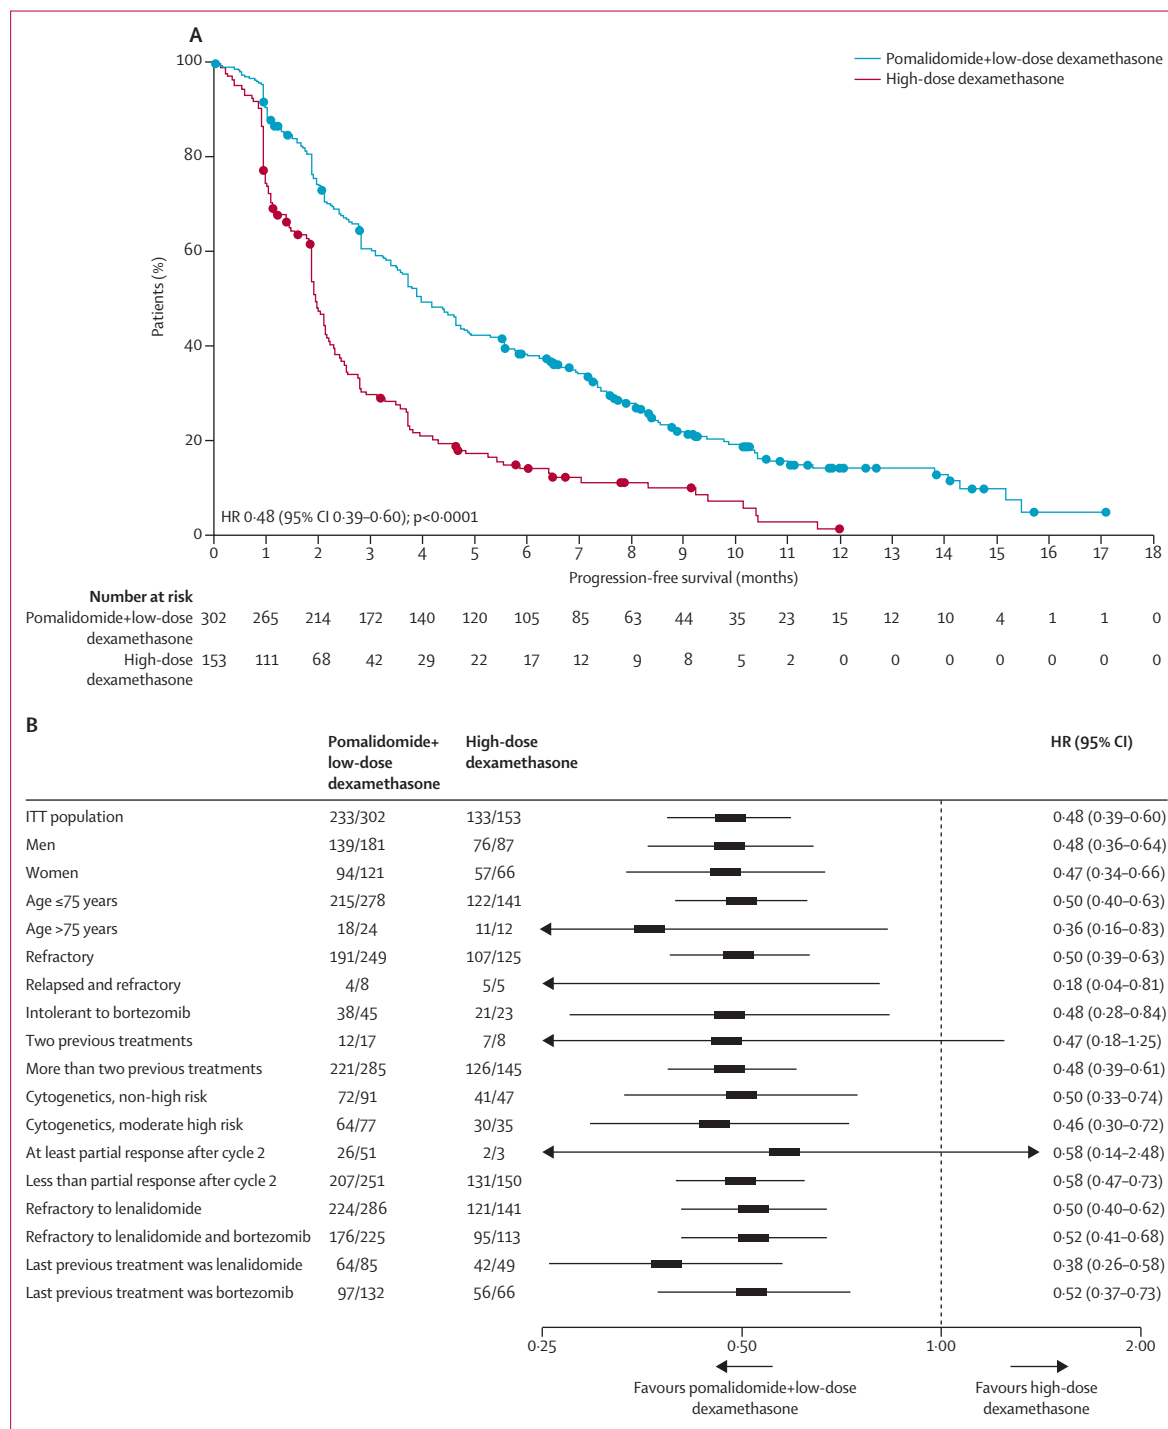 A
Pomalidomide+low-dose dexamethasone
High-dose dexamethasone
100
80
60
40
20
0
Patients (%)
HR 0·48 (95% CI 0·39–0·60); p<0·0001
0 1 2 3 4 5 6 7 8 9 10 11 12 13 14 15 16 17 18
Progression-free survival (months)
Number at risk
Pomalidomide+low-dose dexamethasone 302 265 214 172 140 120 105 85 63 44 35 23 15 12 10 4 1 1 0
High-dose dexamethasone 153 111 68 42 29 22 17 12 9 8 5 2 0 0 0 0 0 0 0
B
Pomalidomide+ low-dose dexamethasone High-dose dexamethasone HR (95% CI)
ITT population 233/302 133/153 0·48 (0·39–0·60)
Men 139/181 76/87 0·48 (0·36–0·64)
Women 94/121 57/66 0·47 (0·34–0·66)
Age ≤75 years 215/278 122/141 0·50 (0·40–0·63)
Age >75 years 18/24 11/12 0·36 (0·16–0·83)
Refractory 191/249 107/125 0·50 (0·39–0·63)
Relapsed and refractory 4/8 5/5 0·18 (0·04–0·81)
Intolerant to bortezomib 38/45 21/23 0·48 (0·28–0·84)
Two previous treatments 12/17 7/8 0·47 (0·18–1·25)
More than two previous treatments 221/285 126/145 0·48 (0·39–0·61)
Cytogenetics, non-high risk 72/91 41/47 0·50 (0·33–0·74)
Cytogenetics, moderate high risk 64/77 30/35 0·46 (0·30–0·72)
At least partial response after cycle 2 26/51 2/3 0·58 (0·14–2·48)
Less than partial response after cycle 2 207/251 131/150 0·58 (0·47–0·73)
Refractory to lenalidomide 224/286 121/141 0·50 (0·40–0·62)
Refractory to lenalidomide and bortezomib 176/225 95/113 0·52 (0·41–0·68)
Last previous treatment was lenalidomide 64/85 42/49 0·38 (0·26–0·58)
Last previous treatment was bortezomib 97/132 56/66 0·52 (0·37–0·73)
0·25 0·50 1·00 2·00
Favours pomalidomide+low-dose dexamethasone
Favours high-dose dexamethasone